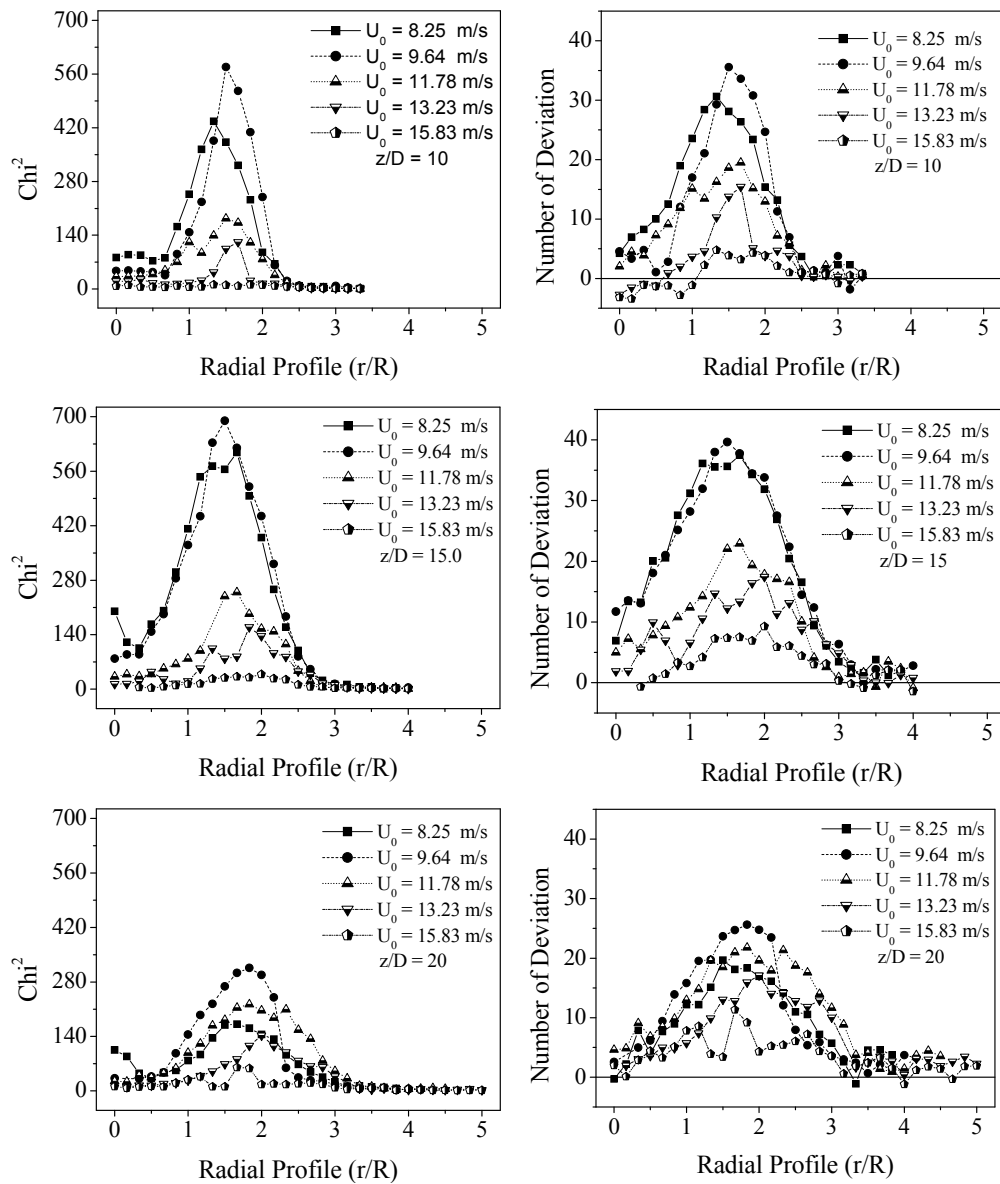 700
560
420
280
140
0
Chi²
U₀ = 8.25 m/s
U₀ = 9.64 m/s
U₀ = 11.78 m/s
U₀ = 13.23 m/s
U₀ = 15.83 m/s
z/D = 10
0 1 2 3 4 5
Radial Profile (r/R)
40
30
20
10
0
Number of Deviation
U₀ = 8.25 m/s
U₀ = 9.64 m/s
U₀ = 11.78 m/s
U₀ = 13.23 m/s
U₀ = 15.83 m/s
z/D = 10
0 1 2 3 4 5
Radial Profile (r/R)
700
560
420
280
140
0
Chi²
U₀ = 8.25 m/s
U₀ = 9.64 m/s
U₀ = 11.78 m/s
U₀ = 13.23 m/s
U₀ = 15.83 m/s
z/D = 15.0
0 1 2 3 4 5
Radial Profile (r/R)
40
30
20
10
0
Number of Deviation
U₀ = 8.25 m/s
U₀ = 9.64 m/s
U₀ = 11.78 m/s
U₀ = 13.23 m/s
U₀ = 15.83 m/s
z/D = 15
0 1 2 3 4 5
Radial Profile (r/R)
700
560
420
280
140
0
Chi²
U₀ = 8.25 m/s
U₀ = 9.64 m/s
U₀ = 11.78 m/s
U₀ = 13.23 m/s
U₀ = 15.83 m/s
z/D = 20
0 1 2 3 4 5
Radial Profile (r/R)
40
30
20
10
0
Number of Deviation
U₀ = 8.25 m/s
U₀ = 9.64 m/s
U₀ = 11.78 m/s
U₀ = 13.23 m/s
U₀ = 15.83 m/s
z/D = 20
0 1 2 3 4 5
Radial Profile (r/R)